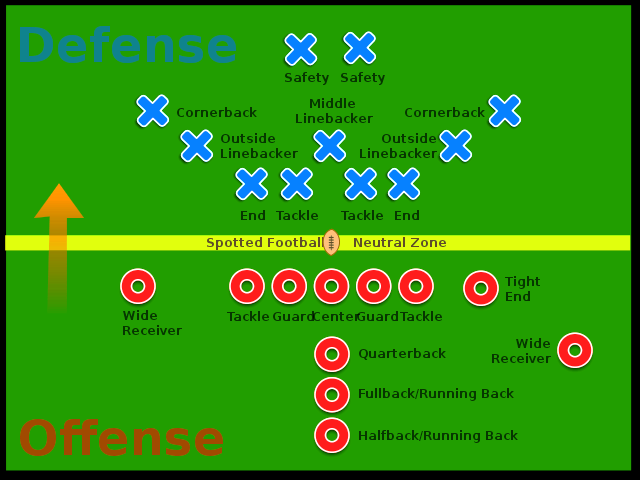 Defense
Safety Safety
Cornerback
Middle
Linebacker
Cornerback
Outside
Linebacker
Outside
Linebacker
End Tackle Tackle End
Spotted Football Neutral Zone
Wide
Receiver
Tackle Guard Center Guard Tackle
Tight
End
Quarterback
Wide
Receiver
Fullback/Running Back
Halfback/Running Back
Offense